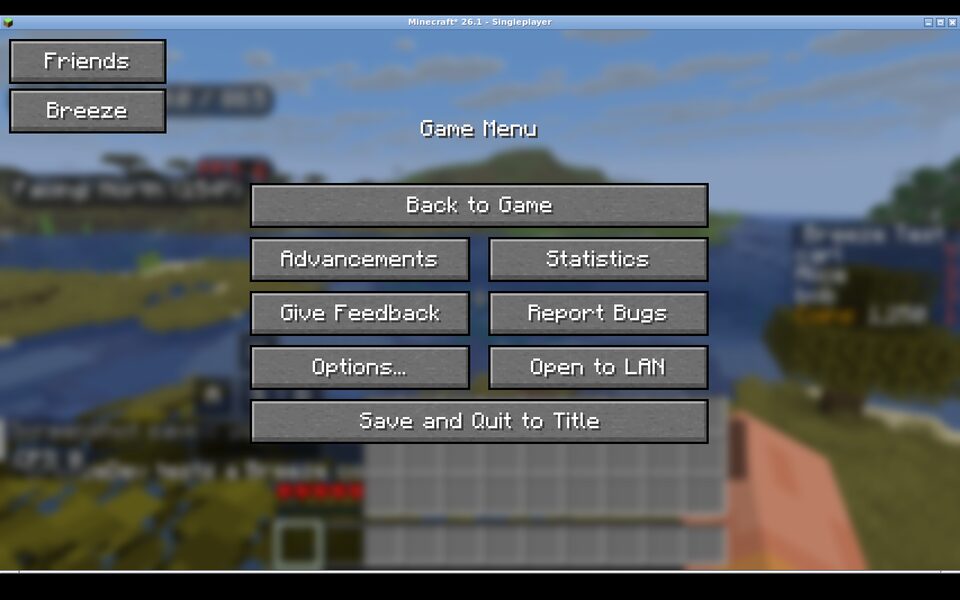 Minecraft* 26.1 - Singleplayer
Friends
Breeze
Game Menu
Back to Game
Advancements
Statistics
Give Feedback
Report Bugs
Options...
Open to LAN
Save and Quit to Title